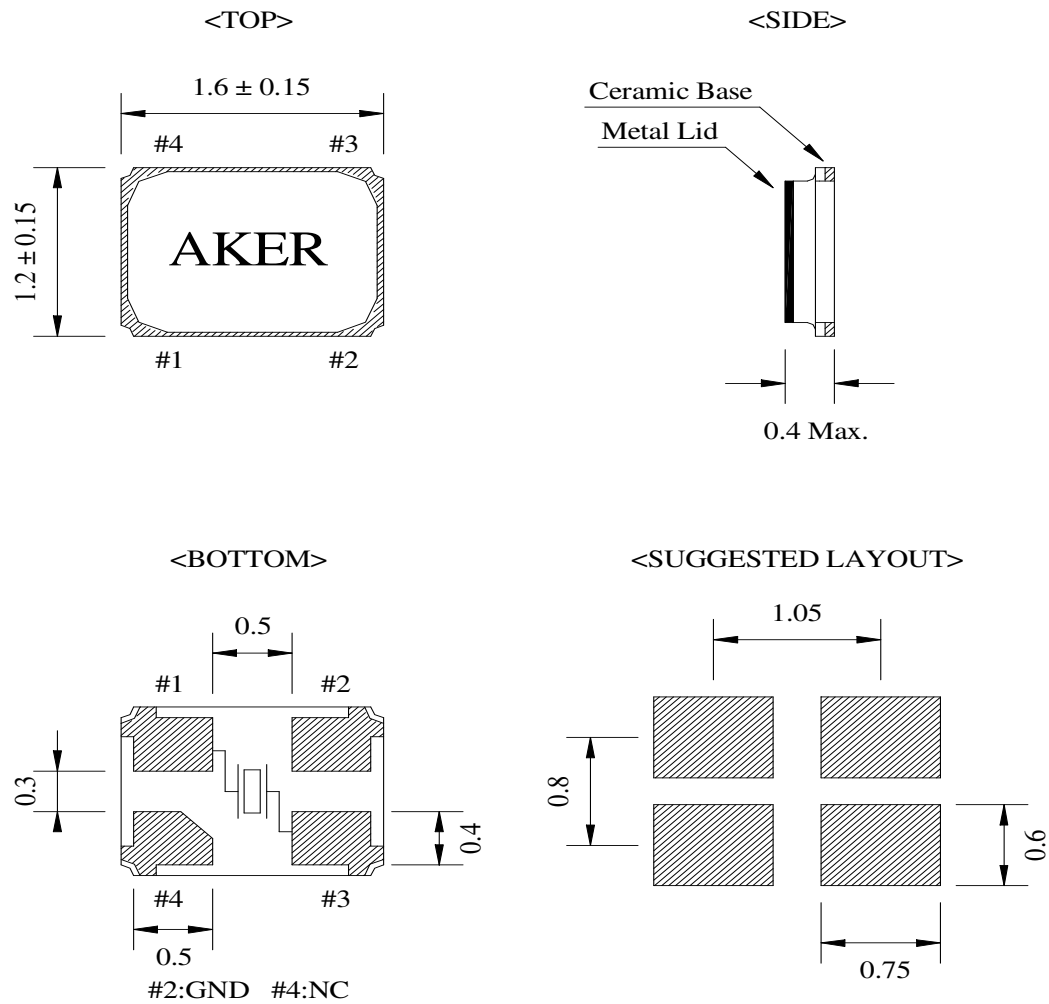 <TOP>
<SIDE>
1.6 ± 0.15
#4 #3
1.2 ± 0.15
AKER
#1 #2
Ceramic Base
Metal Lid
0.4 Max.
<BOTTOM>
0.5
#1 #2
0.3
0.4
#4 #3
0.5
#2:GND #4:NC
<SUGGESTED LAYOUT>
1.05
0.8
0.6
0.75